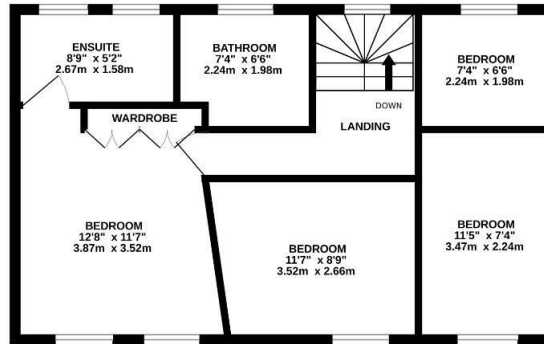 ENSUITE
8'9" x 5'2"
2.67m x 1.58m
BATHROOM
7'4" x 6'6"
2.24m x 1.98m
BEDROOM
7'4" x 6'6"
2.24m x 1.98m
DOWN
WARDROBE
LANDING
BEDROOM
12'8" x 11'7"
3.87m x 3.52m
BEDROOM
11'7" x 8'9"
3.52m x 2.66m
BEDROOM
11'5" x 7'4"
3.47m x 2.24m